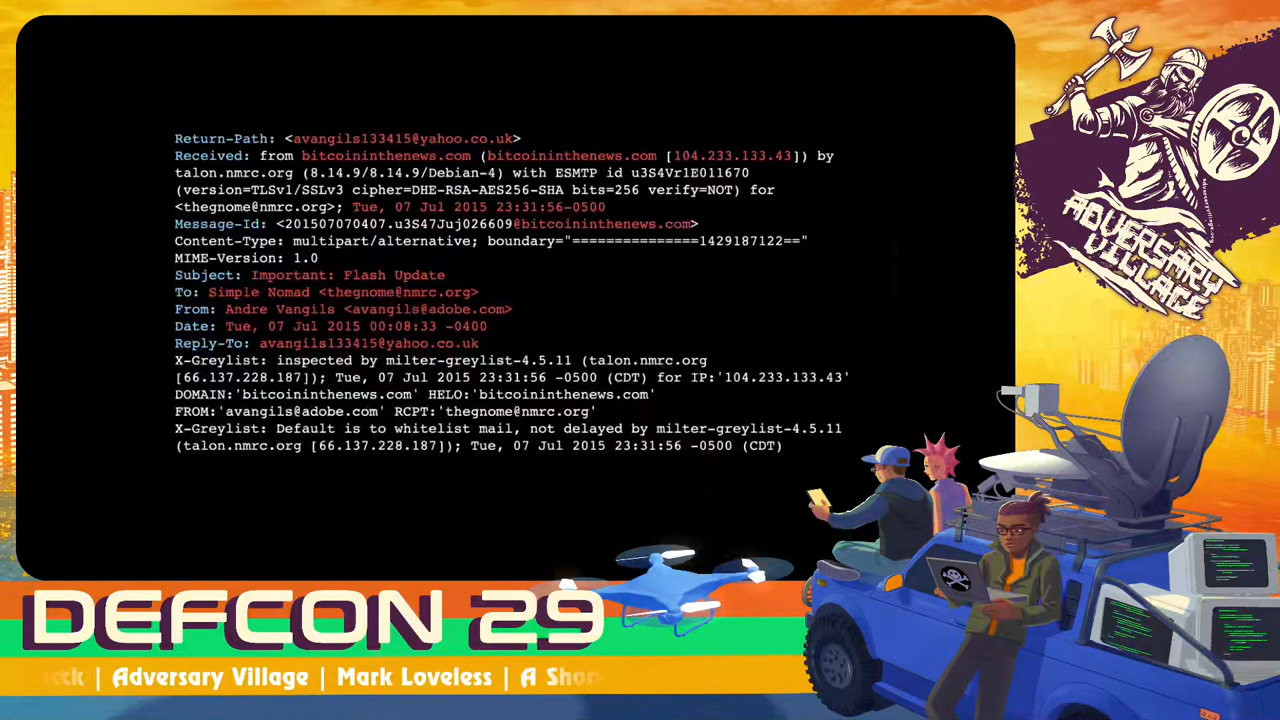 Return-Path: <avangils133415@yahoo.co.uk>
Received: from bitcoininthenews.com (bitcoininthenews.com [104.233.133.43]) by
talon.nmrc.org (8.14.9/8.14.9/Debian-4) with ESMTP id u3S4Vr1E011670
(version=TLSv1/SSLv3 cipher=DHE-RSA-AES256-SHA bits=256 verify=NOT) for
<thegnome@nmrc.org>; Tue, 07 Jul 2015 23:31:56-0500
Message-Id: <201507070407.u3S47Juj026609@bitcoininthenews.com>
Content-Type: multipart/alternative; boundary="===============1429187122=="
MIME-Version: 1.0
Subject: Important: Flash Update
To: Simple Nomad <thegnome@nmrc.org>
From: Andre Vangils <avangils@adobe.com>
Date: Tue, 07 Jul 2015 00:08:33 -0400
Reply-To: avangils133415@yahoo.co.uk
X-Greylist: inspected by milter-greylist-4.5.11 (talon.nmrc.org
[66.137.228.187]); Tue, 07 Jul 2015 23:31:56 -0500 (CDT) for IP:'104.233.133.43'
DOMAIN:'bitcoininthenews.com' HELO:'bitcoininthenews.com'
FROM:'avangils@adobe.com' RCPT:'thegnome@nmrc.org'
X-Greylist: Default is to whitelist mail, not delayed by milter-greylist-4.5.11
(talon.nmrc.org [66.137.228.187]); Tue, 07 Jul 2015 23:31:56 -0500 (CDT)
ADVERSARY
VILLAGE
DEFCON 29
| Adversary Village | Mark Loveless | A Shor